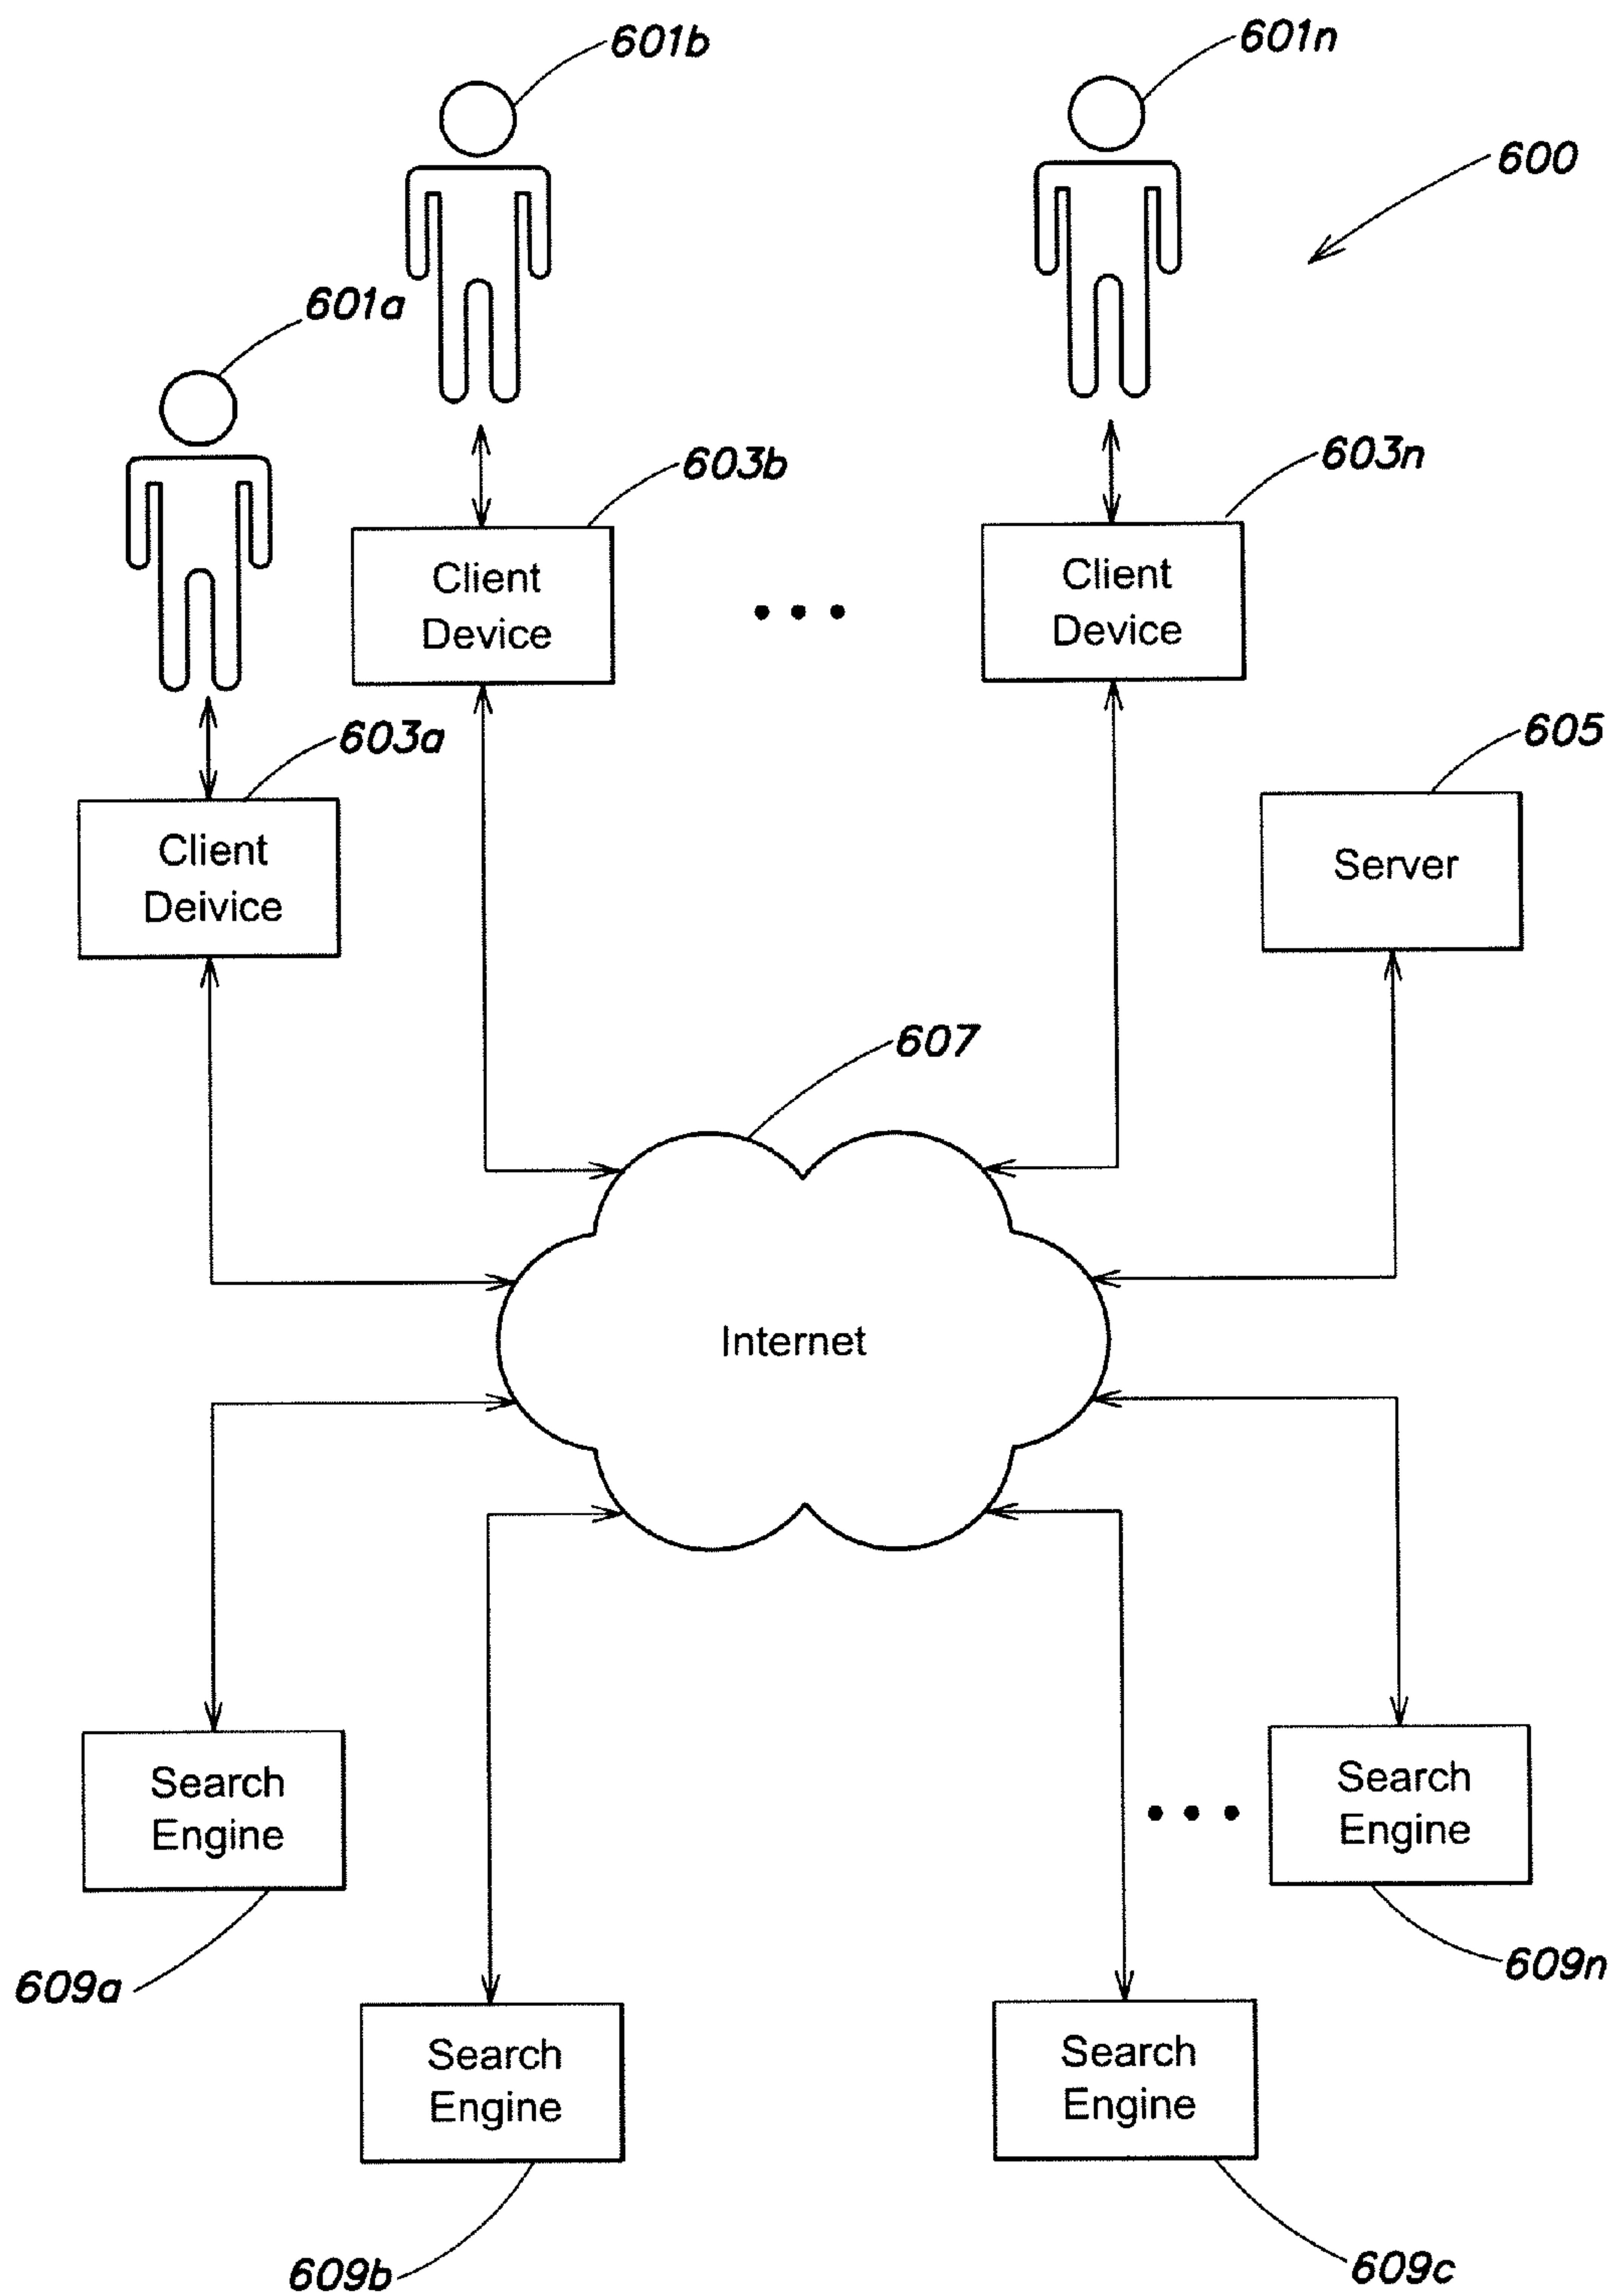 601b
601n
600
601a
603b
603n
Client
Device
Client
Device
603a
605
Client
Deivice
Server
607
Internet
Search
Engine
Search
Engine
609a
609n
Search
Engine
Search
Engine
609b
609c